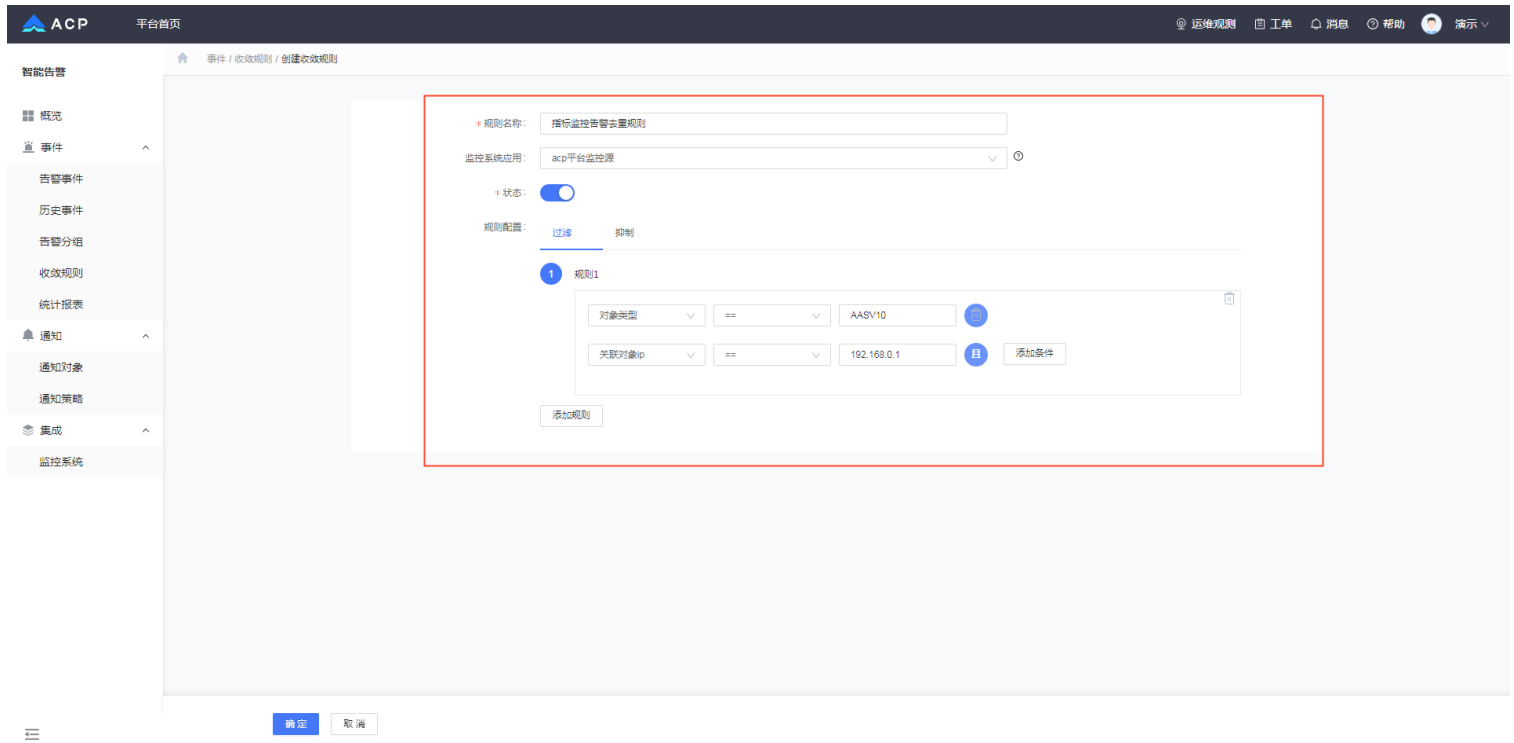 ACP 平台首页 运维观测 工单 消息 帮助 演示
智能告警
事件 / 收敛规则 / 创建收敛规则
概览
事件
告警事件
历史事件
告警分组
收敛规则
统计报表
通知
通知对象
通知策略
集成
监控系统
* 规则名称: 指标监控告警去重规则
监控系统应用: acp平台监控源
* 状态:
规则配置: 过滤 抑制
1 规则1
对象类型 == AASV10
关联对象ip == 192.168.0.1 且 添加条件
添加规则
确定 取消